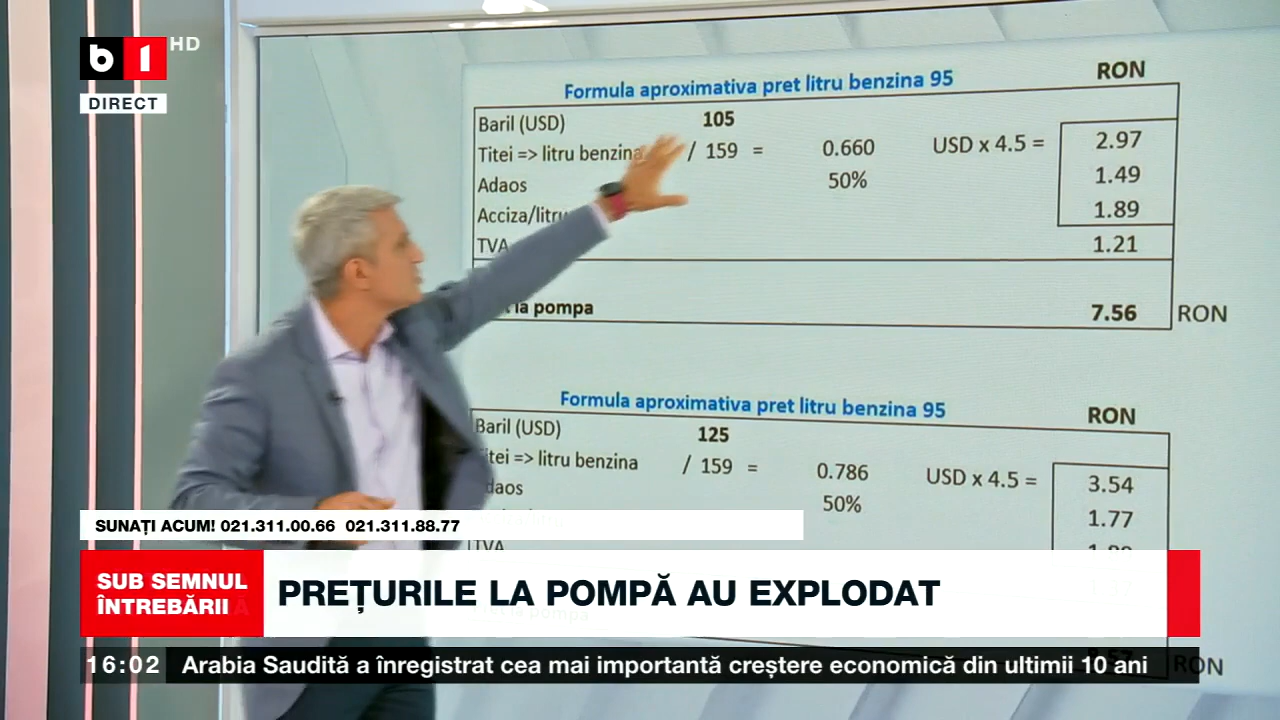 b1 HD
DIRECT
RON
Formula aproximativa pret litru benzina 95
Baril (USD) 105
Titei => litru benzina / 159 = 0.660 USD x 4.5 = 2.97
Adaos 50% 1.49
Acciza/litru 1.89
TVA 1.21
la pompa 7.56 RON
Formula aproximativa pret litru benzina 95 RON
Baril (USD) 125
itei => litru benzina / 159 = 0.786 USD x 4.5 = 3.54
daos 50% 1.77
TVA
SUNAȚI ACUM! 021.311.00.66 021.311.88.77
SUB SEMNUL
ÎNTREBĂRII
PREȚURILE LA POMPĂ AU EXPLODAT
16:02 Arabia Saudită a înregistrat cea mai importantă creștere economică din ultimii 10 ani
RON